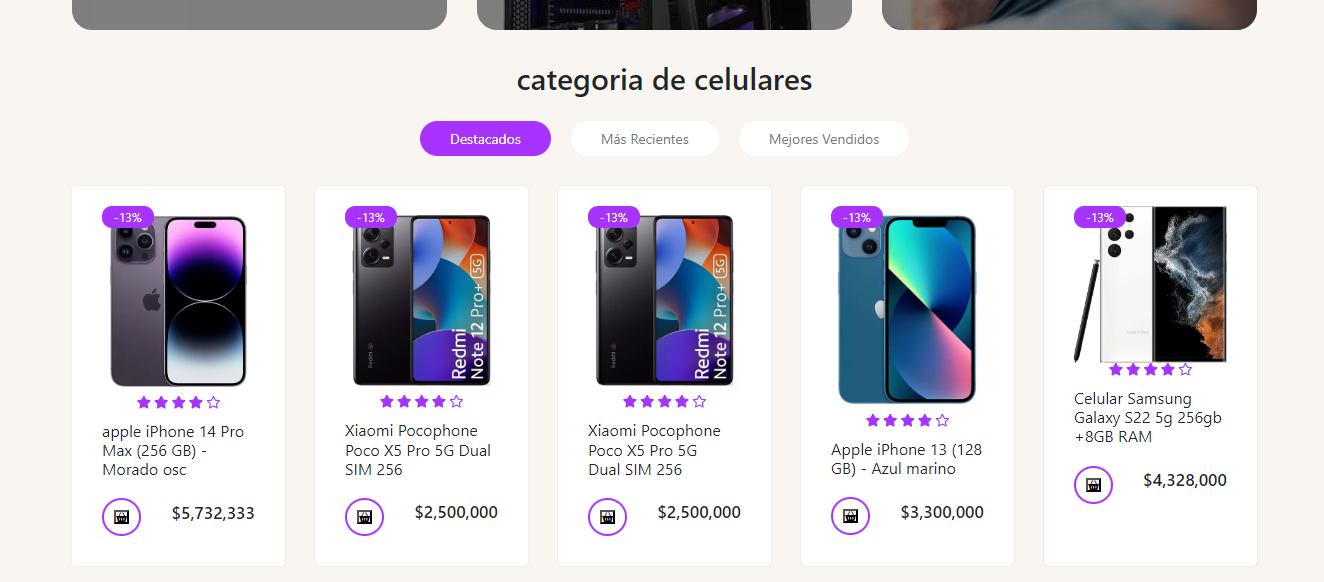 categoria de celulares
Destacados
Más Recientes
Mejores Vendidos
-13%
apple iPhone 14 Pro
Max (256 GB) -
Morado osc
$5,732,333
-13%
Redmi
Note 12 Pro+ 5G
Redmi
Xiaomi Pocophone
Poco X5 Pro 5G Dual
SIM 256
$2,500,000
-13%
Redmi
Note 12 Pro+ 5G
Redmi
Xiaomi Pocophone
Poco X5 Pro 5G
Dual SIM 256
$2,500,000
-13%
Apple iPhone 13 (128
GB) - Azul marino
$3,300,000
-13%
SAMSUNG
Celular Samsung
Galaxy S22 5g 256gb
+8GB RAM
$4,328,000